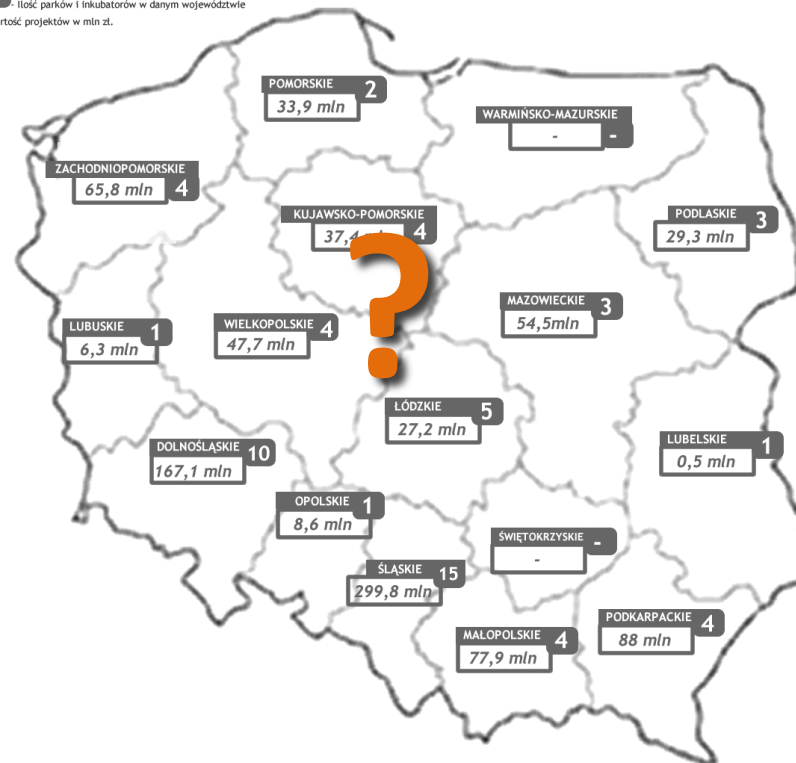 - Ilość parków i inkubatorów w danym województwie
rtość projektów w mln zł.
POMORSKIE 2
33,9 mln
WARMIŃSKO-MAZURSKIE
- -
ZACHODNIOPOMORSKIE
65,8 mln 4
KUJAWSKO-POMORSKIE
37,4 4
PODLASKIE 3
29,3 mln
?
MAZOWIECKIE 3
54,5mln
LUBUSKIE 1
6,3 mln
WIELKOPOLSKIE 4
47,7 mln
ŁÓDZKIE 5
27,2 mln
DOLNOŚLĄSKIE 10
167,1 mln
LUBELSKIE 1
0,5 mln
OPOLSKIE 1
8,6 mln
ŚWIĘTOKRZYSKIE -
-
ŚLĄSKIE 15
299,8 mln
PODKARPACKIE 4
88 mln
MAŁOPOLSKIE 4
77,9 mln